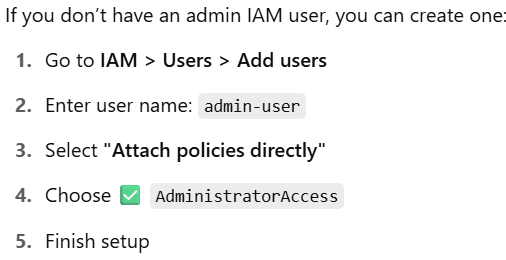 If you don’t have an admin IAM user, you can create one:
1. Go to IAM > Users > Add users
2. Enter user name: admin-user
3. Select "Attach policies directly"
4. Choose ✅ AdministratorAccess
5. Finish setup